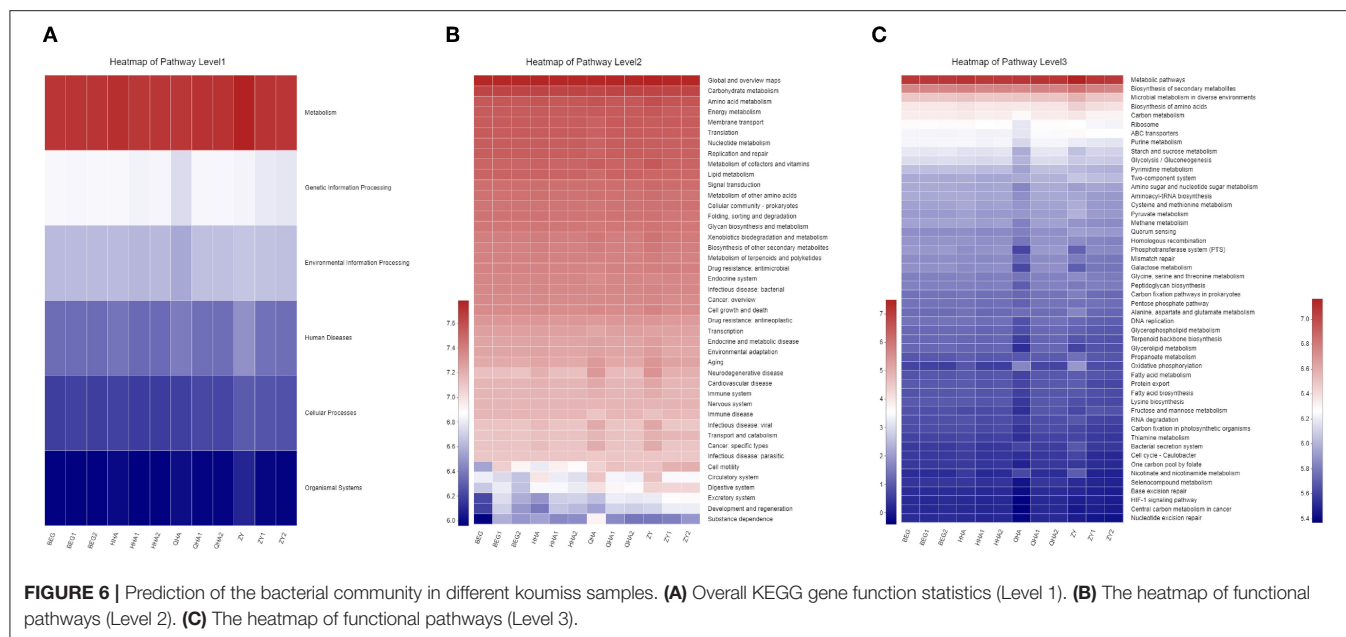 A
B
C
Heatmap of Pathway Level1
Metabolism
Genetic Information Processing
Environmental Information Processing
Human Diseases
Cellular Processes
Organismal Systems
7.6
7.4
7.2
7.0
6.8
6.6
6.4
6.2
6.0
BEG
BEG1
BEG2
HHA
HHA1
HHA2
QHA
QHA1
QHA2
ZY
ZY1
ZY2
Heatmap of Pathway Level2
Global and overview maps
Carbohydrate metabolism
Amino acid metabolism
Energy metabolism
Membrane transport
Translation
Nucleotide metabolism
Replication and repair
Metabolism of cofactors and vitamins
Lipid metabolism
Signal transduction
Metabolism of other amino acids
Cellular community - prokaryotes
Folding, sorting and degradation
Glycan biosynthesis and metabolism
Xenobiotics biodegradation and metabolism
Biosynthesis of other secondary metabolites
Metabolism of terpenoids and polyketides
Drug resistance: antimicrobial
Endocrine system
Infectious disease: bacterial
Cancer: overview
Cell growth and death
Drug resistance: antineoplastic
Transcription
Endocrine and metabolic disease
Environmental adaptation
Aging
Neurodegenerative disease
Cardiovascular disease
Immune system
Nervous system
Immune disease
Infectious disease: viral
Transport and catabolism
Cancer: specific types
Infectious disease: parasitic
Cell motility
Circulatory system
Digestive system
Excretory system
Development and regeneration
Substance dependence
7
6
5
4
3
2
1
0
BEG
BEG1
BEG2
HHA
HHA1
HHA2
QHA
QHA1
QHA2
ZY
ZY1
ZY2
Heatmap of Pathway Level3
Metabolic pathways
Biosynthesis of secondary metabolites
Microbial metabolism in diverse environments
Biosynthesis of amino acids
Carbon metabolism
Ribosome
ABC transporters
Purine metabolism
Starch and sucrose metabolism
Glycolysis / Gluconeogenesis
Pyrimidine metabolism
Two-component system
Amino sugar and nucleotide sugar metabolism
Aminoacyl-tRNA biosynthesis
Cysteine and methionine metabolism
Pyruvate metabolism
Methane metabolism
Quorum sensing
Homologous recombination
Phosphotransferase system (PTS)
Mismatch repair
Galactose metabolism
Glycine, serine and threonine metabolism
Peptidoglycan biosynthesis
Carbon fixation pathways in prokaryotes
Pentose phosphate pathway
Alanine, aspartate and glutamate metabolism
DNA replication
Glycerophospholipid metabolism
Terpenoid backbone biosynthesis
Glycerolipid metabolism
Propanoate metabolism
Oxidative phosphorylation
Fatty acid metabolism
Protein export
Fatty acid biosynthesis
Lysine biosynthesis
Fructose and mannose metabolism
RNA degradation
Carbon fixation in photosynthetic organisms
Thiamine metabolism
Bacterial secretion system
Cell cycle - Caulobacter
One carbon pool by folate
Nicotinate and nicotinamide metabolism
Selenocompound metabolism
Base excision repair
HIF-1 signaling pathway
Central carbon metabolism in cancer
Nucleotide excision repair
7.0
6.8
6.6
6.4
6.2
6.0
5.8
5.6
5.4
BEG
BEG1
BEG2
HHA
HHA1
HHA2
QHA
QHA1
QHA2
ZY
ZY1
ZY2
FIGURE 6 | Prediction of the bacterial community in different koumiss samples. (A) Overall KEGG gene function statistics (Level 1). (B) The heatmap of functional
pathways (Level 2). (C) The heatmap of functional pathways (Level 3).